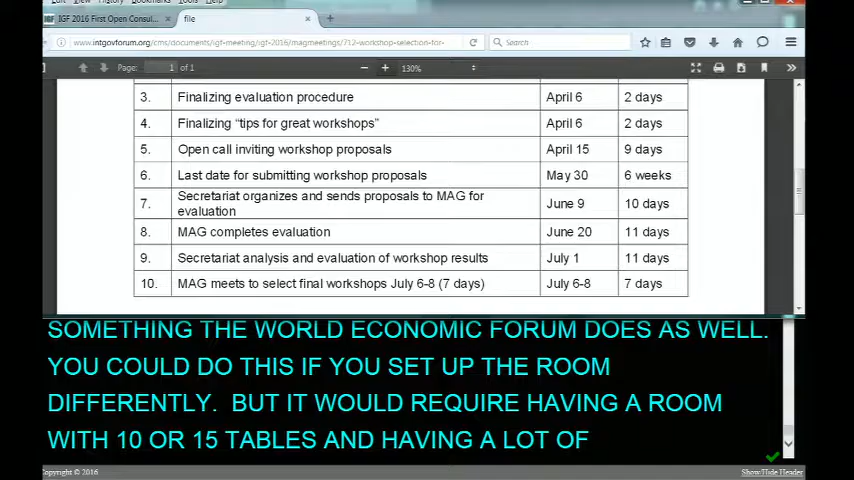 Edit View History Bookmarks Tools Help
IGF 2016 First Open Consul...
file
www.intgovforum.org/cms/documents/igf-meeting/igf-2016/magmeetings/712-workshop-selection-for-
Search
Page: 1 of 1
130%
3. Finalizing evaluation procedure April 6 2 days
4. Finalizing “tips for great workshops” April 6 2 days
5. Open call inviting workshop proposals April 15 9 days
6. Last date for submitting workshop proposals May 30 6 weeks
7. Secretariat organizes and sends proposals to MAG for evaluation June 9 10 days
8. MAG completes evaluation June 20 11 days
9. Secretariat analysis and evaluation of workshop results July 1 11 days
10. MAG meets to select final workshops July 6-8 (7 days) July 6-8 7 days
SOMETHING THE WORLD ECONOMIC FORUM DOES AS WELL.
YOU COULD DO THIS IF YOU SET UP THE ROOM
DIFFERENTLY.  BUT IT WOULD REQUIRE HAVING A ROOM
WITH 10 OR 15 TABLES AND HAVING A LOT OF
Copyright © 2016
Show/Hide Header